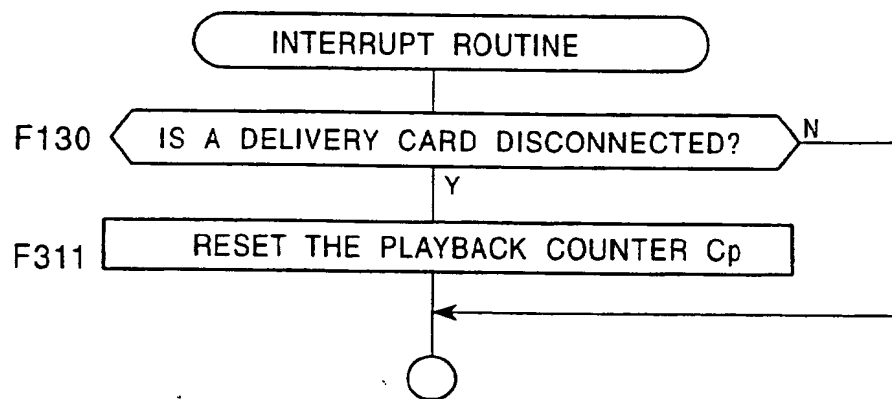 INTERRUPT ROUTINE
F130 IS A DELIVERY CARD DISCONNECTED? N
Y
F311 RESET THE PLAYBACK COUNTER Cp